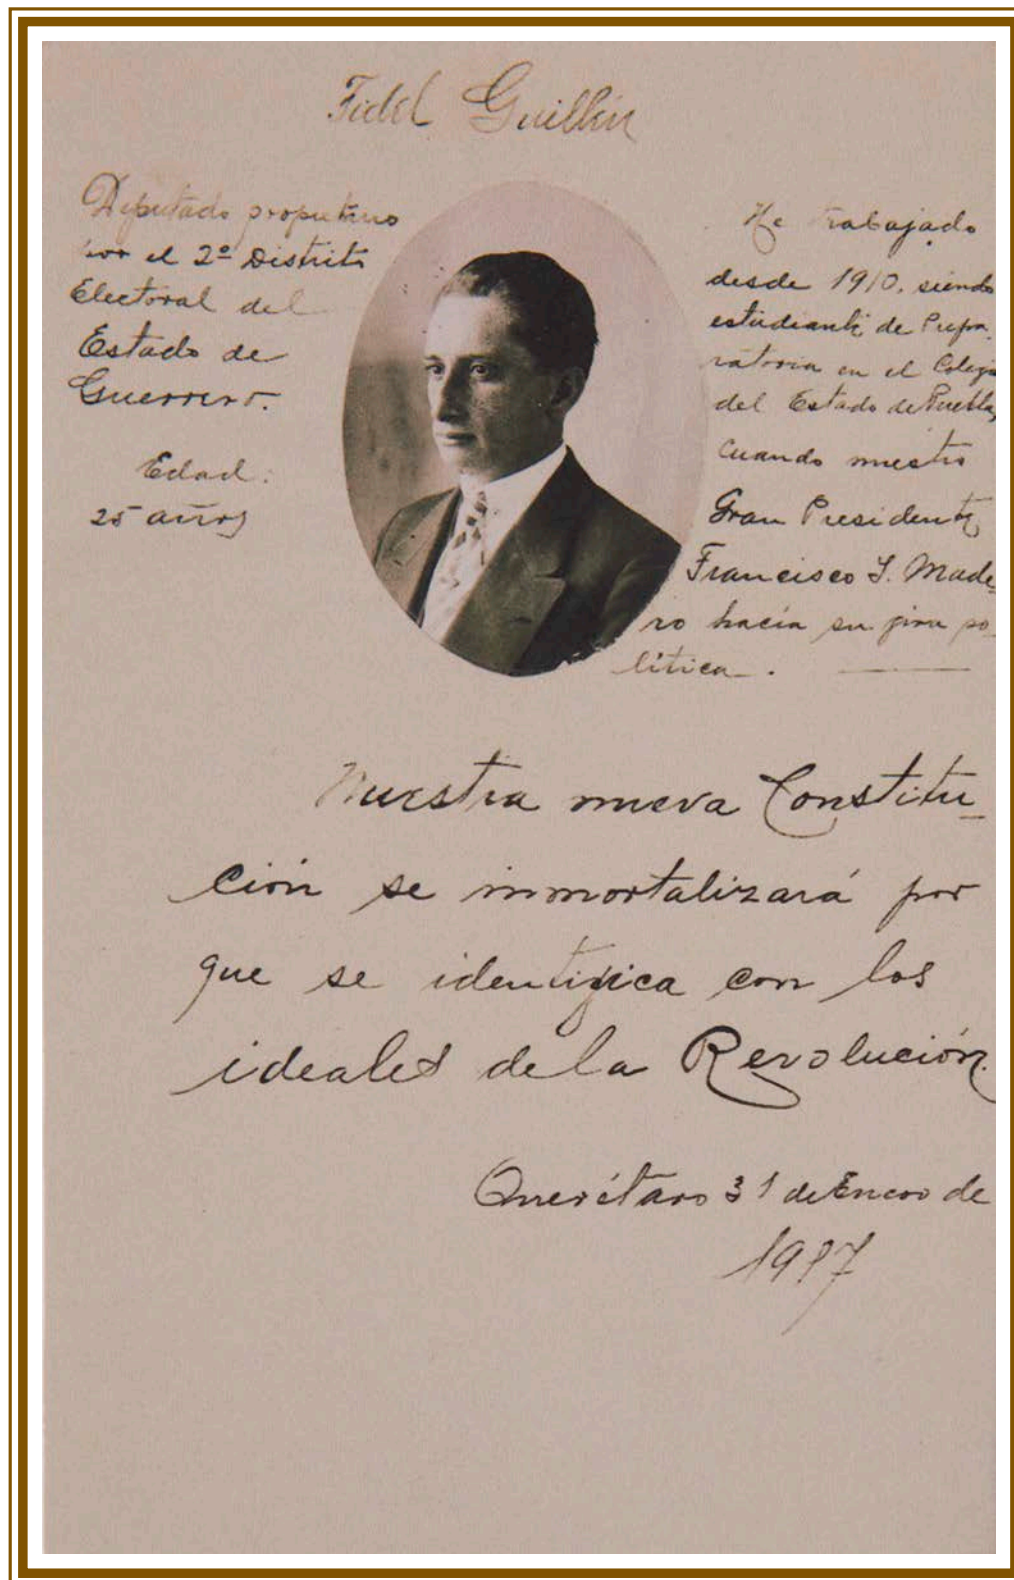 Fidel Guillén
Diputado propietario
por el 2º Distrito
Electoral del
Estado de
Guerrero.
Edad:
25 años
He trabajado
desde 1910, siendo
estudiante de Prepa-
ratoria en el Colegio
del Estado de Puebla,
cuando nuestro
Gran Presidente
Francisco I. Made-
ro hacía su jira po-
lítica.
Nuestra nueva Constitu-
ción se inmortalizará por
que se identifica con los
ideales de la Revolución.
Querétaro 31 de Enero de
1917